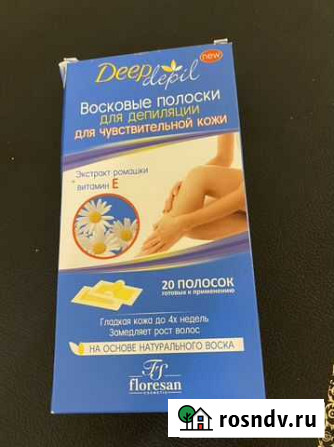 new
Deep
depil
Восковые полоски
для депиляции
для чувствительной кожи
Экстракт ромашки
витамин Е
20 ПОЛОСОК
готовых к применению
Гладкая кожа до 4х недель
Замедляет рост волос
НА ОСНОВЕ НАТУРАЛЬНОГО ВОСКА
floresan
cosmetic
rosndv.ru